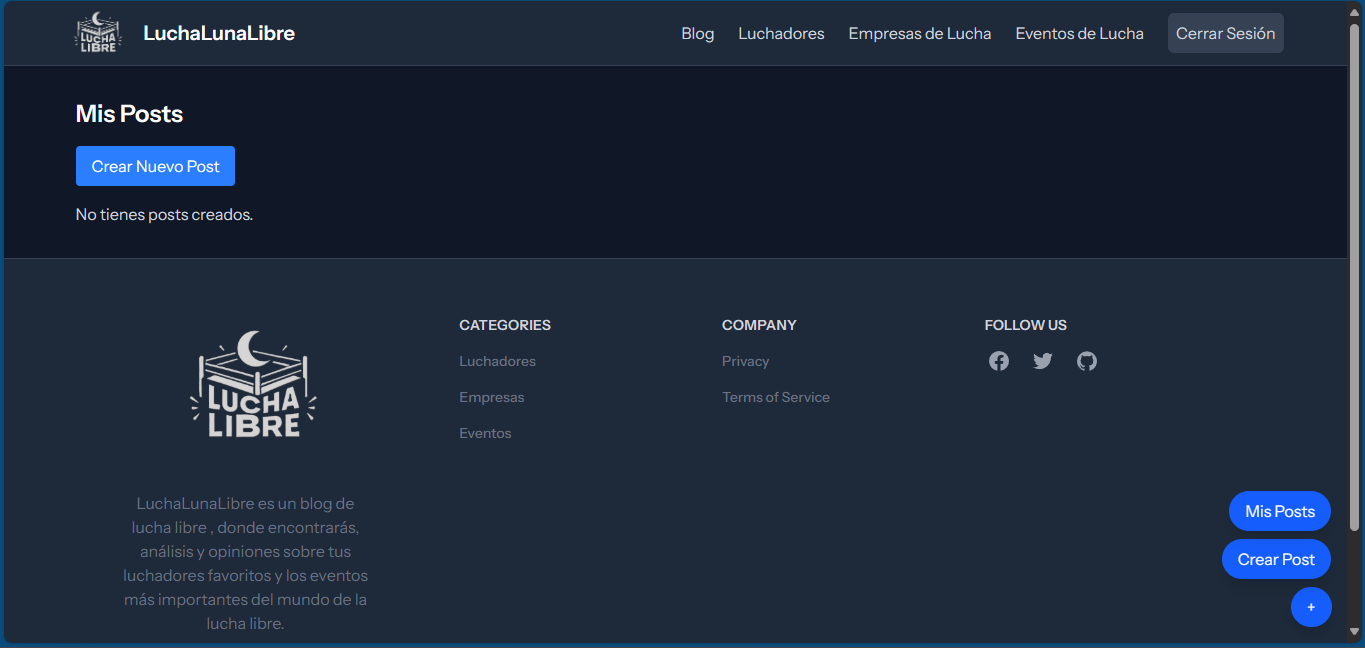 LUCHA
LIBRE
LuchaLunaLibre
Blog
Luchadores
Empresas de Lucha
Eventos de Lucha
Cerrar Sesión
Mis Posts
Crear Nuevo Post
No tienes posts creados.
LUCHA
LIBRE
LuchaLunaLibre es un blog de
lucha libre , donde encontrarás,
análisis y opiniones sobre tus
luchadores favoritos y los eventos
más importantes del mundo de la
lucha libre.
CATEGORIES
Luchadores
Empresas
Eventos
COMPANY
Privacy
Terms of Service
FOLLOW US
Mis Posts
Crear Post
+